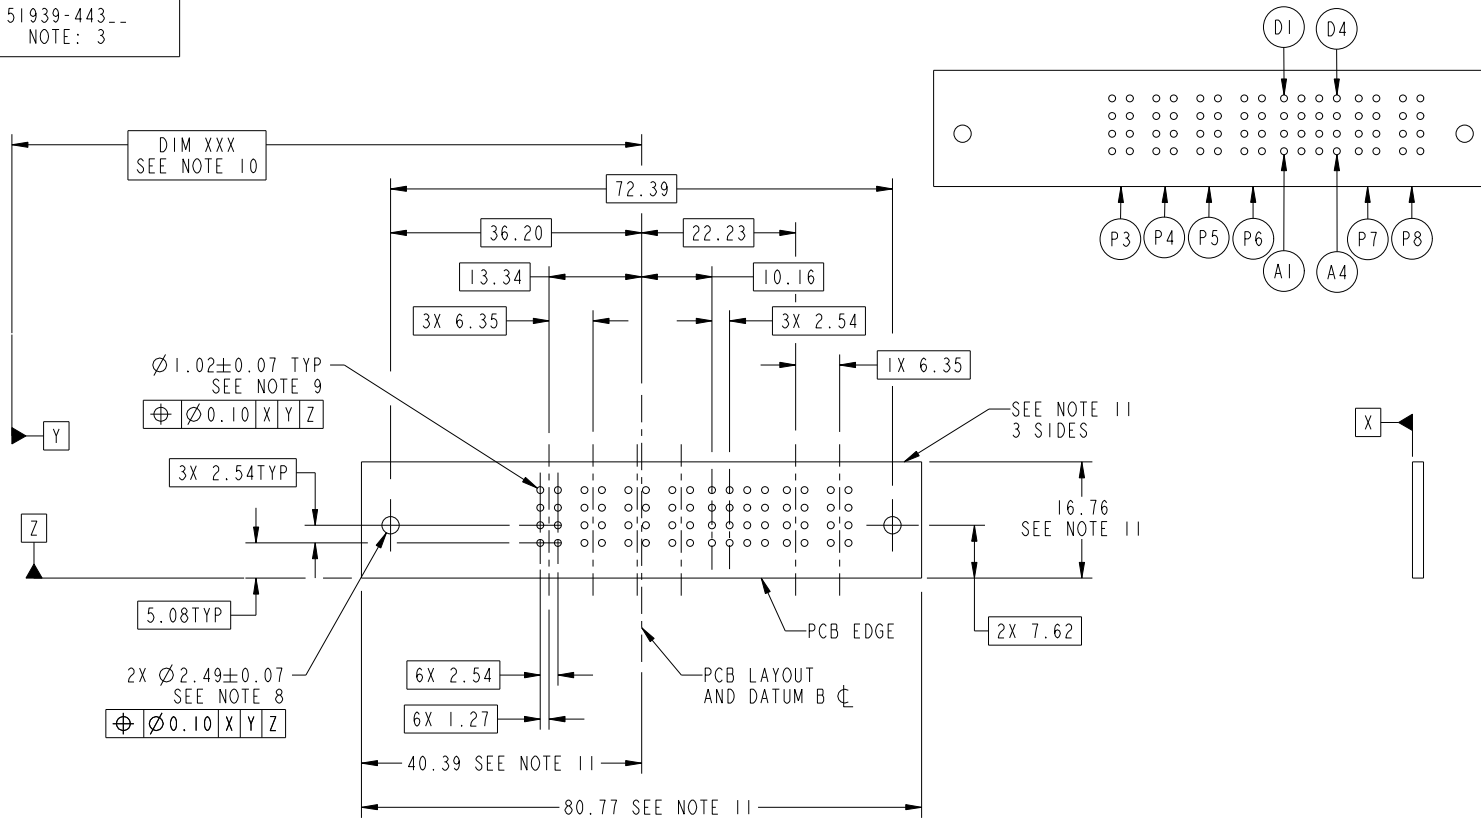 51939-443__
NOTE: 3
D1
D4
P3
P4
P5
P6
P7
P8
A1
A4
DIM XXX
SEE NOTE 10
72.39
36.20
22.23
13.34
10.16
3X 6.35
3X 2.54
1X 6.35
Ø1.02±0.07 TYP
SEE NOTE 9
⌖ Ø0.10 X Y Z
Y
SEE NOTE 11
3 SIDES
X
3X 2.54TYP
16.76
SEE NOTE 11
Z
5.08TYP
PCB EDGE
2X 7.62
2X Ø2.49±0.07
SEE NOTE 8
⌖ Ø0.10 X Y Z
6X 2.54
PCB LAYOUT
AND DATUM B ℄
6X 1.27
40.39 SEE NOTE 11
80.77 SEE NOTE 11